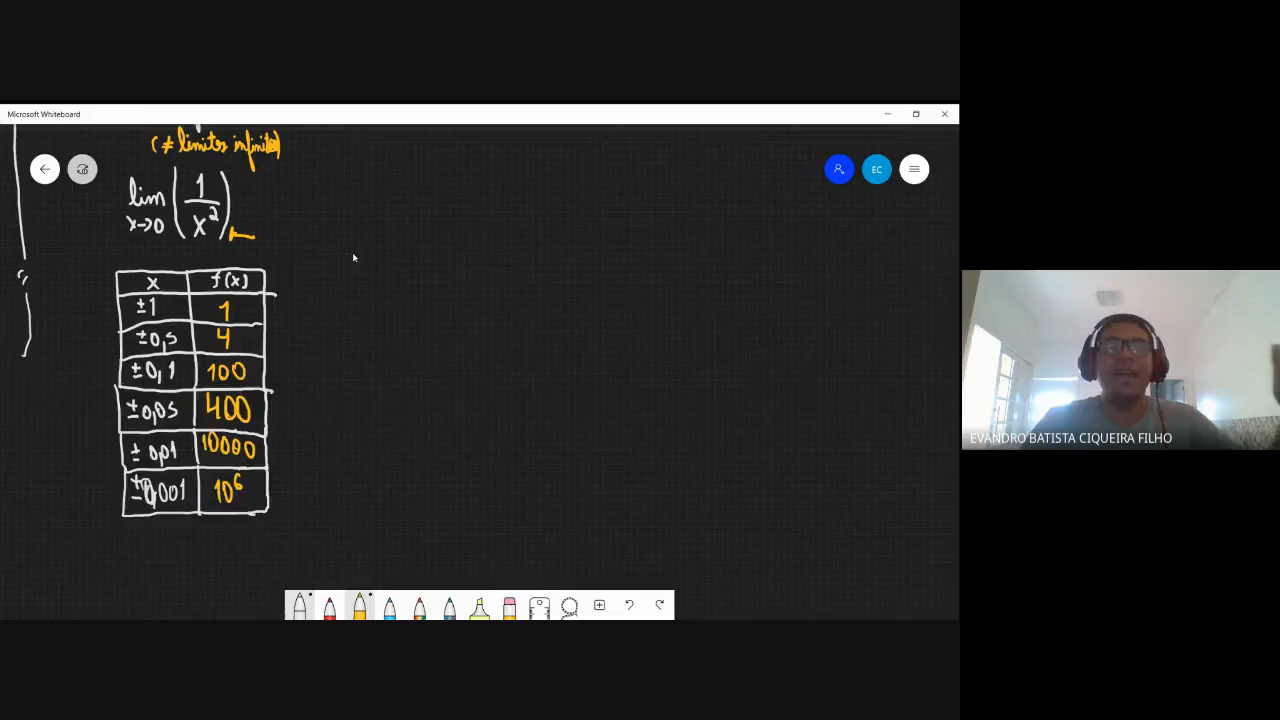 Microsoft Whiteboard
(≠ limites infinitos)
lim x→0 (1/x²)
EC
x f(x)
±1 1
±0,5 4
±0,1 100
±0,05 400
±0,01 10000
±0,001 10⁶
EVANDRO BATISTA CIQUEIRA FILHO